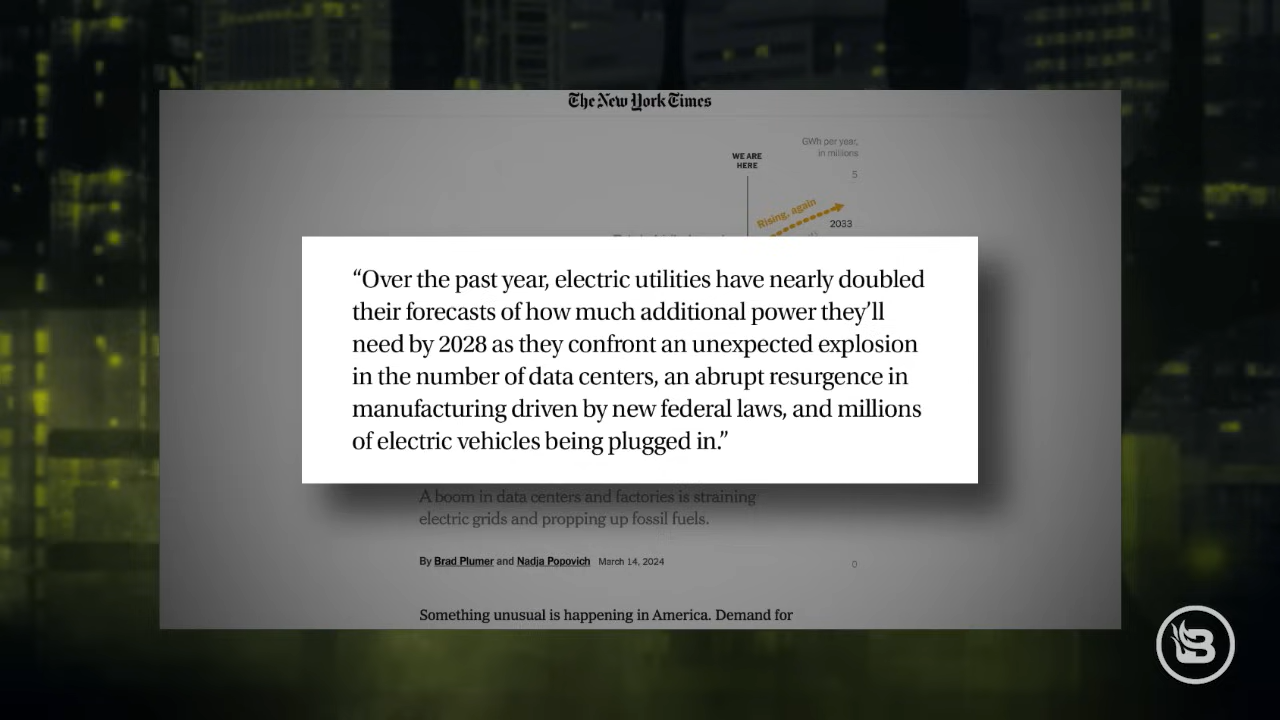 The New York Times
GWh per year,
in millions
WE ARE
HERE
5
Rising, again
2033
“Over the past year, electric utilities have nearly doubled
their forecasts of how much additional power they’ll
need by 2028 as they confront an unexpected explosion
in the number of data centers, an abrupt resurgence in
manufacturing driven by new federal laws, and millions
of electric vehicles being plugged in.”
A boom in data centers and factories is straining
electric grids and propping up fossil fuels.
By Brad Plumer and Nadja Popovich March 14, 2024
0
Something unusual is happening in America. Demand for
B